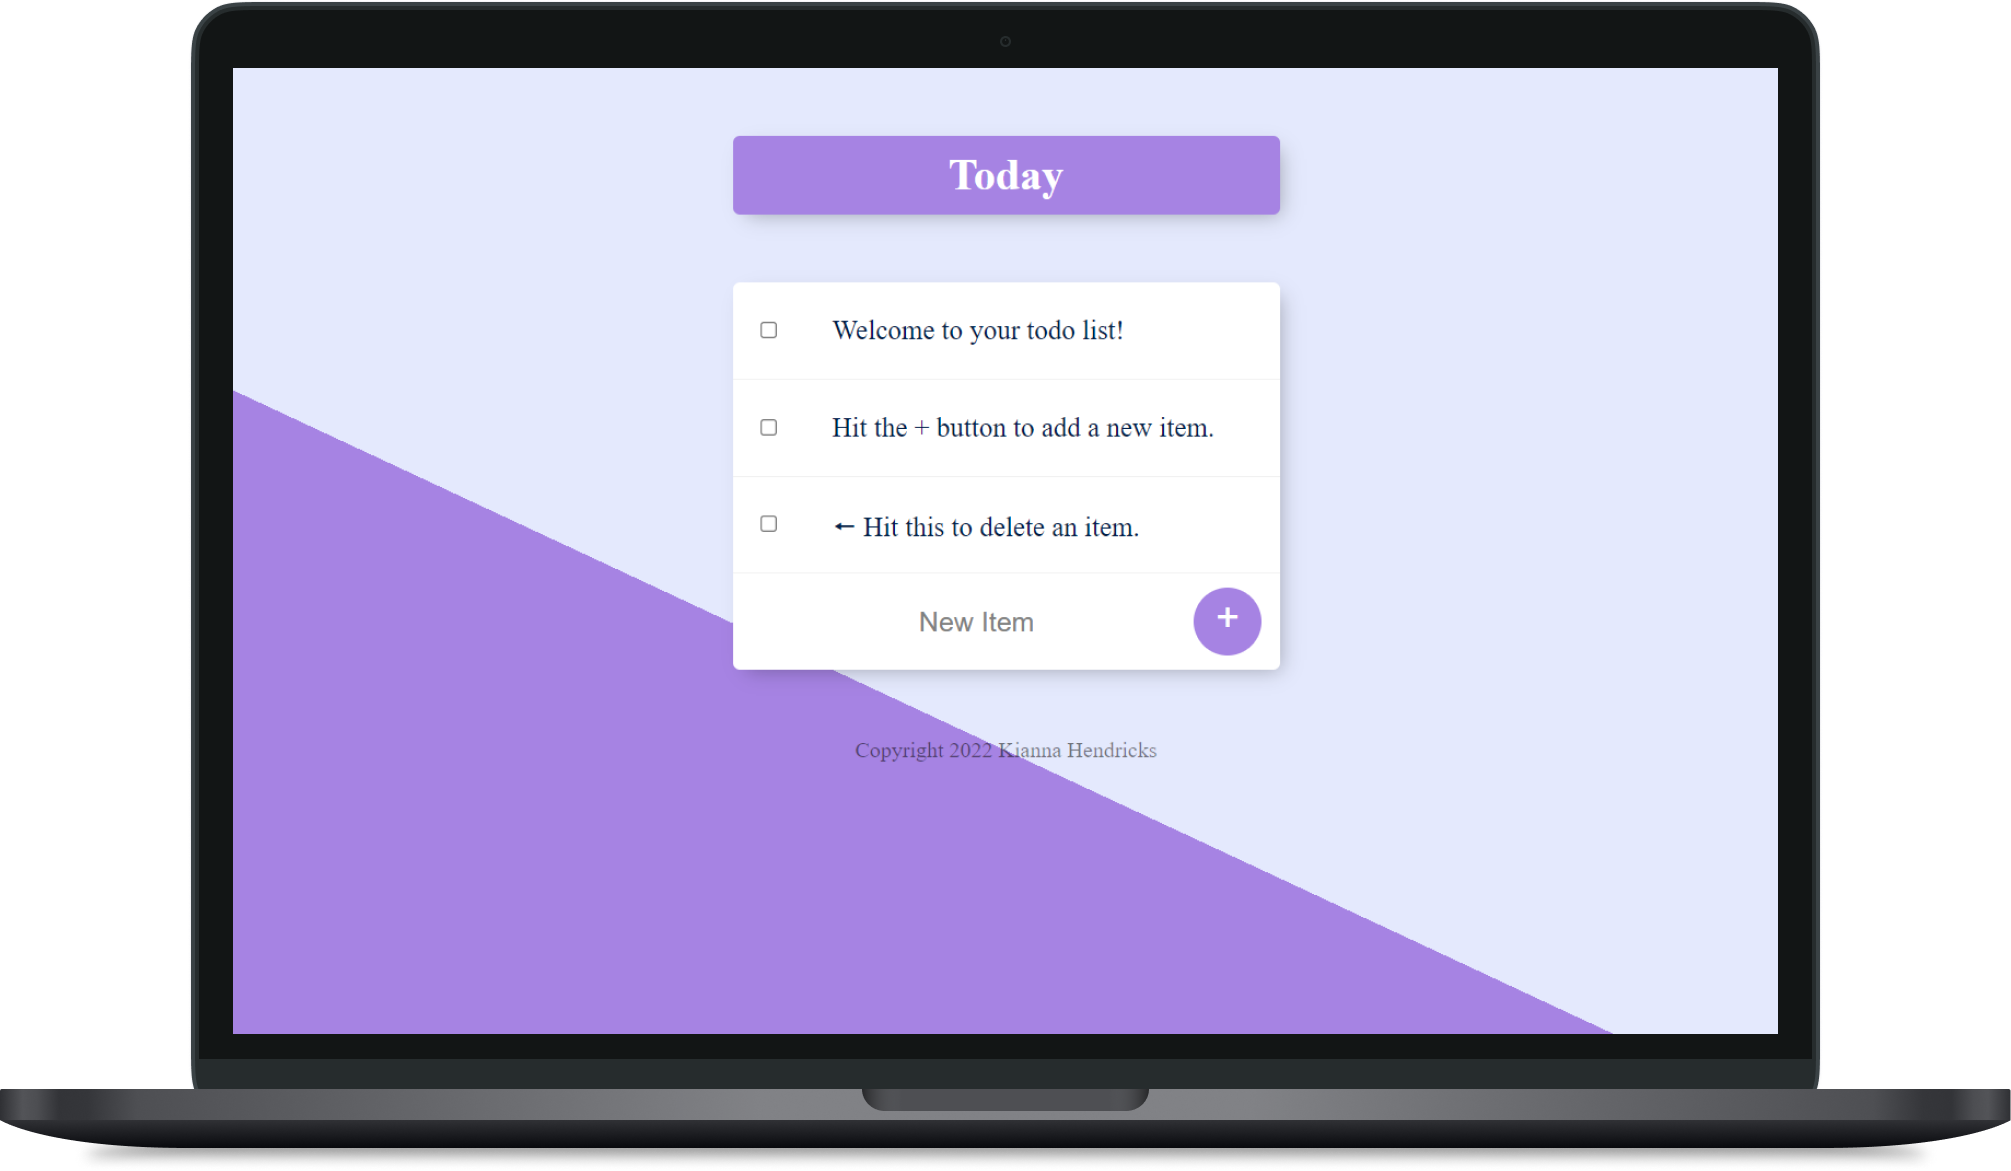 Today
Welcome to your todo list!
Hit the + button to add a new item.
← Hit this to delete an item.
New Item +
Copyright 2022 Kianna Hendricks